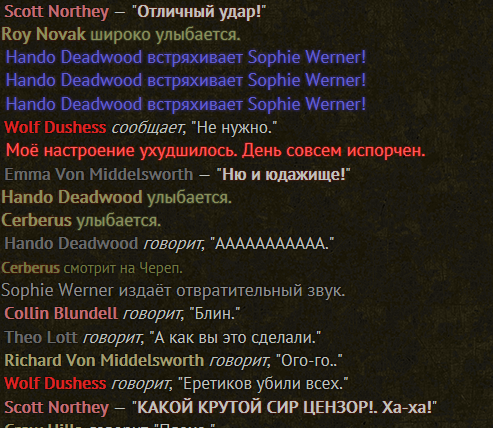 Scott Northey — "Отличный удар!"
Roy Novak широко улыбается.
Hando Deadwood встряхивает Sophie Werner!
Hando Deadwood встряхивает Sophie Werner!
Hando Deadwood встряхивает Sophie Werner!
Wolf Dushess сообщает, "Не нужно."
Моё настроение ухудшилось. День совсем испорчен.
Emma Von Middelsworth — "Ню и юдажище!"
Hando Deadwood улыбается.
Cerberus улыбается.
Hando Deadwood говорит, "ААААААААААА."
Cerberus смотрит на Череп.
Sophie Werner издаёт отвратительный звук.
Collin Blundell говорит, "Блин."
Theo Lott говорит, "А как вы это сделали."
Richard Von Middelsworth говорит, "Ого-го.."
Wolf Dushess говорит, "Еретиков убили всех."
Scott Northey — "КАКОЙ КРУТОЙ СИР ЦЕНЗОР!. Ха-ха!"